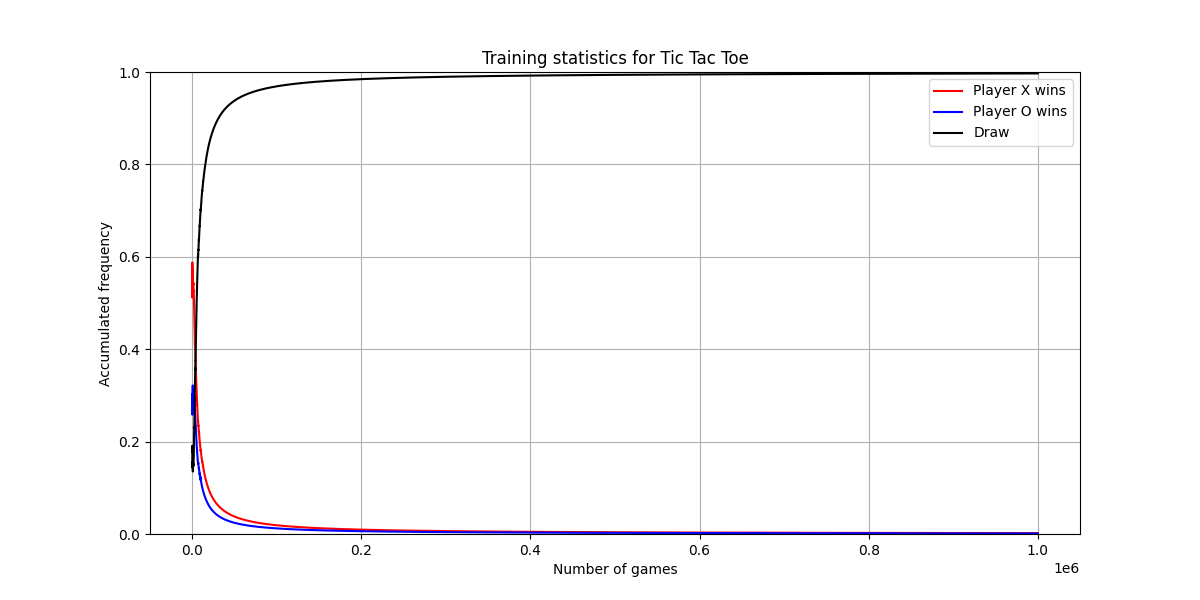 Training statistics for Tic Tac Toe
1.0
0.8
0.6
0.4
0.2
0.0
Accumulated frequency
Player X wins
Player O wins
Draw
0.0 0.2 0.4 0.6 0.8 1.0
1e6
Number of games